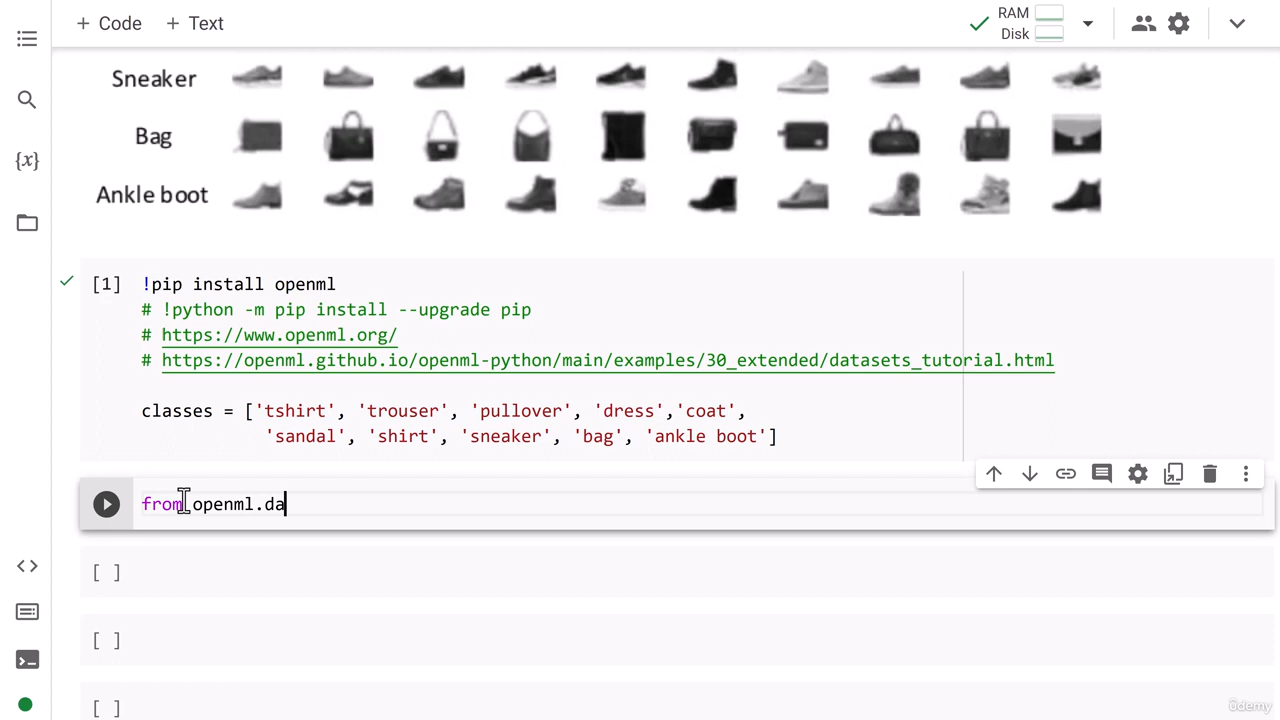 + Code + Text
RAM
Disk
Sneaker
Bag
Ankle boot
{x}
[1] !pip install openml
# !python -m pip install --upgrade pip
# https://www.openml.org/
# https://openml.github.io/openml-python/main/examples/30_extended/datasets_tutorial.html
classes = ['tshirt', 'trouser', 'pullover', 'dress','coat',
'sandal', 'shirt', 'sneaker', 'bag', 'ankle boot']
from openml.da
[ ]
[ ]
[ ]
ûdemy